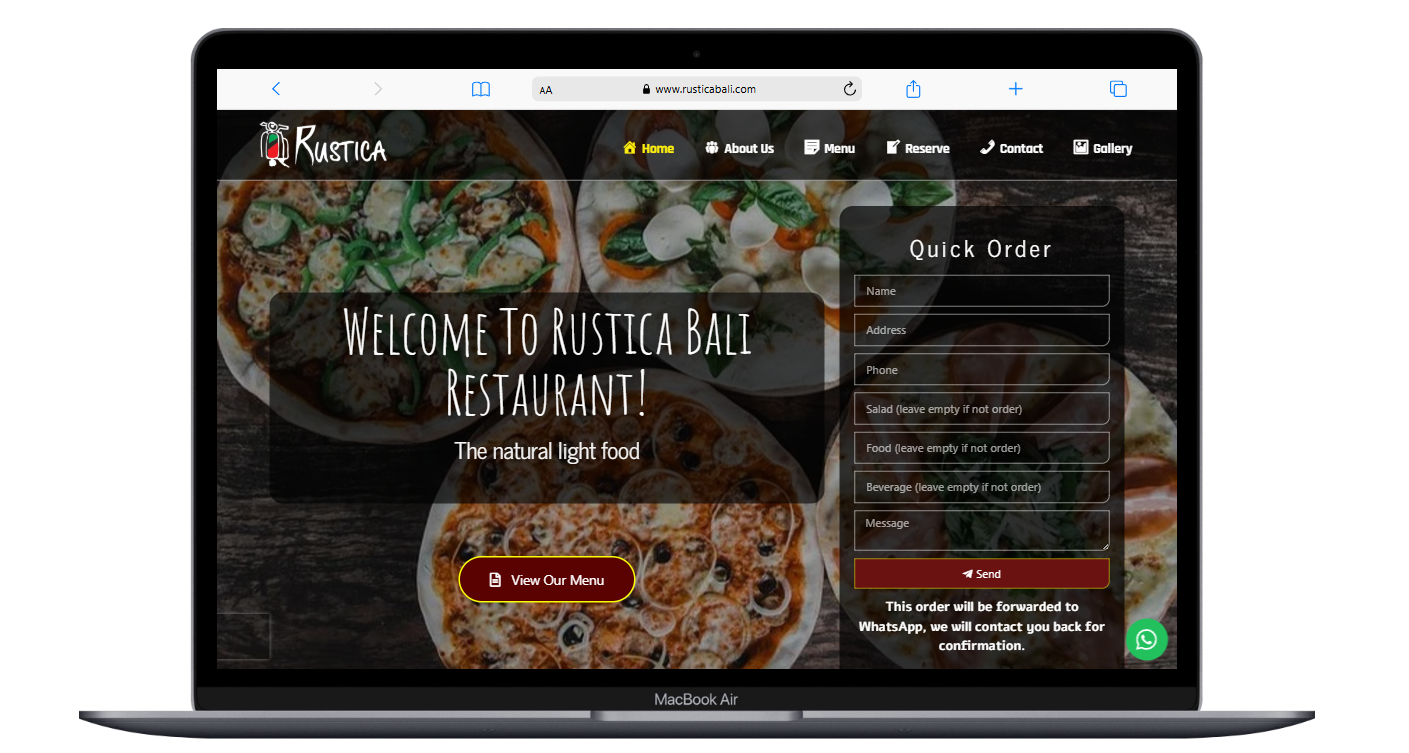 AA www.rusticabali.com
RUSTICA
Home About Us Menu Reserve Contact Gallery
Welcome To Rustica Bali
Restaurant!
The natural light food
View Our Menu
Quick Order
Name
Address
Phone
Salad (leave empty if not order)
Food (leave empty if not order)
Beverage (leave empty if not order)
Message
Send
This order will be forwarded to
WhatsApp, we will contact you back for
confirmation.
MacBook Air